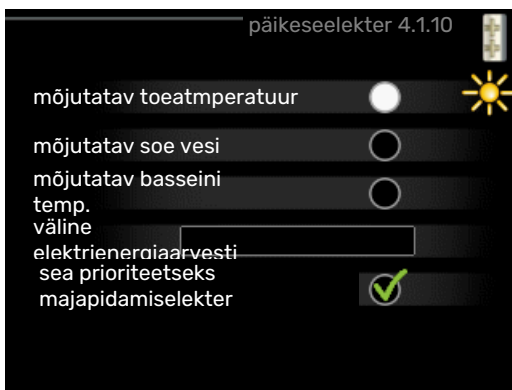 päikeseelekter 4.1.10
mõjutatav toeatmperatuur
mõjutatav soe vesi
mõjutatav basseini
temp.
väline
elektrienergiaarvesti
sea prioriteetseks
majapidamiselekter